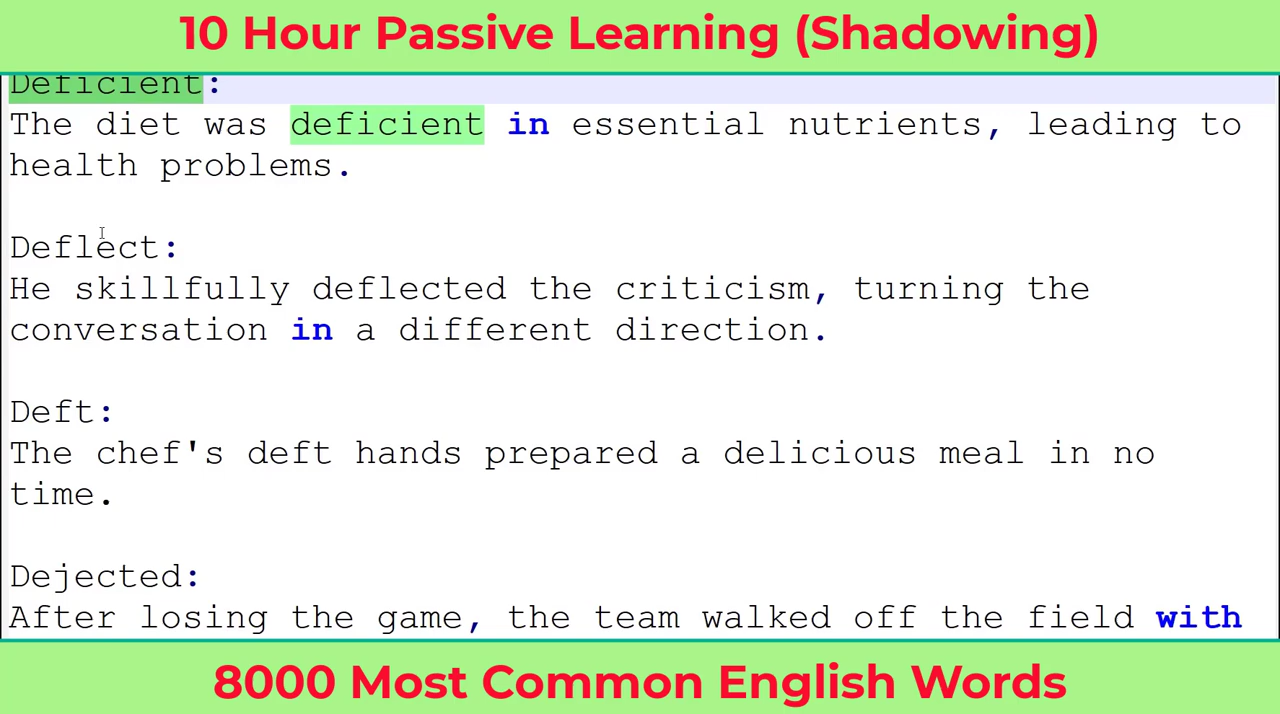 10 Hour Passive Learning (Shadowing)
Deficient:
The diet was deficient in essential nutrients, leading to
health problems.
Deflect:
He skillfully deflected the criticism, turning the
conversation in a different direction.
Deft:
The chef's deft hands prepared a delicious meal in no
time.
Dejected:
After losing the game, the team walked off the field with
8000 Most Common English Words